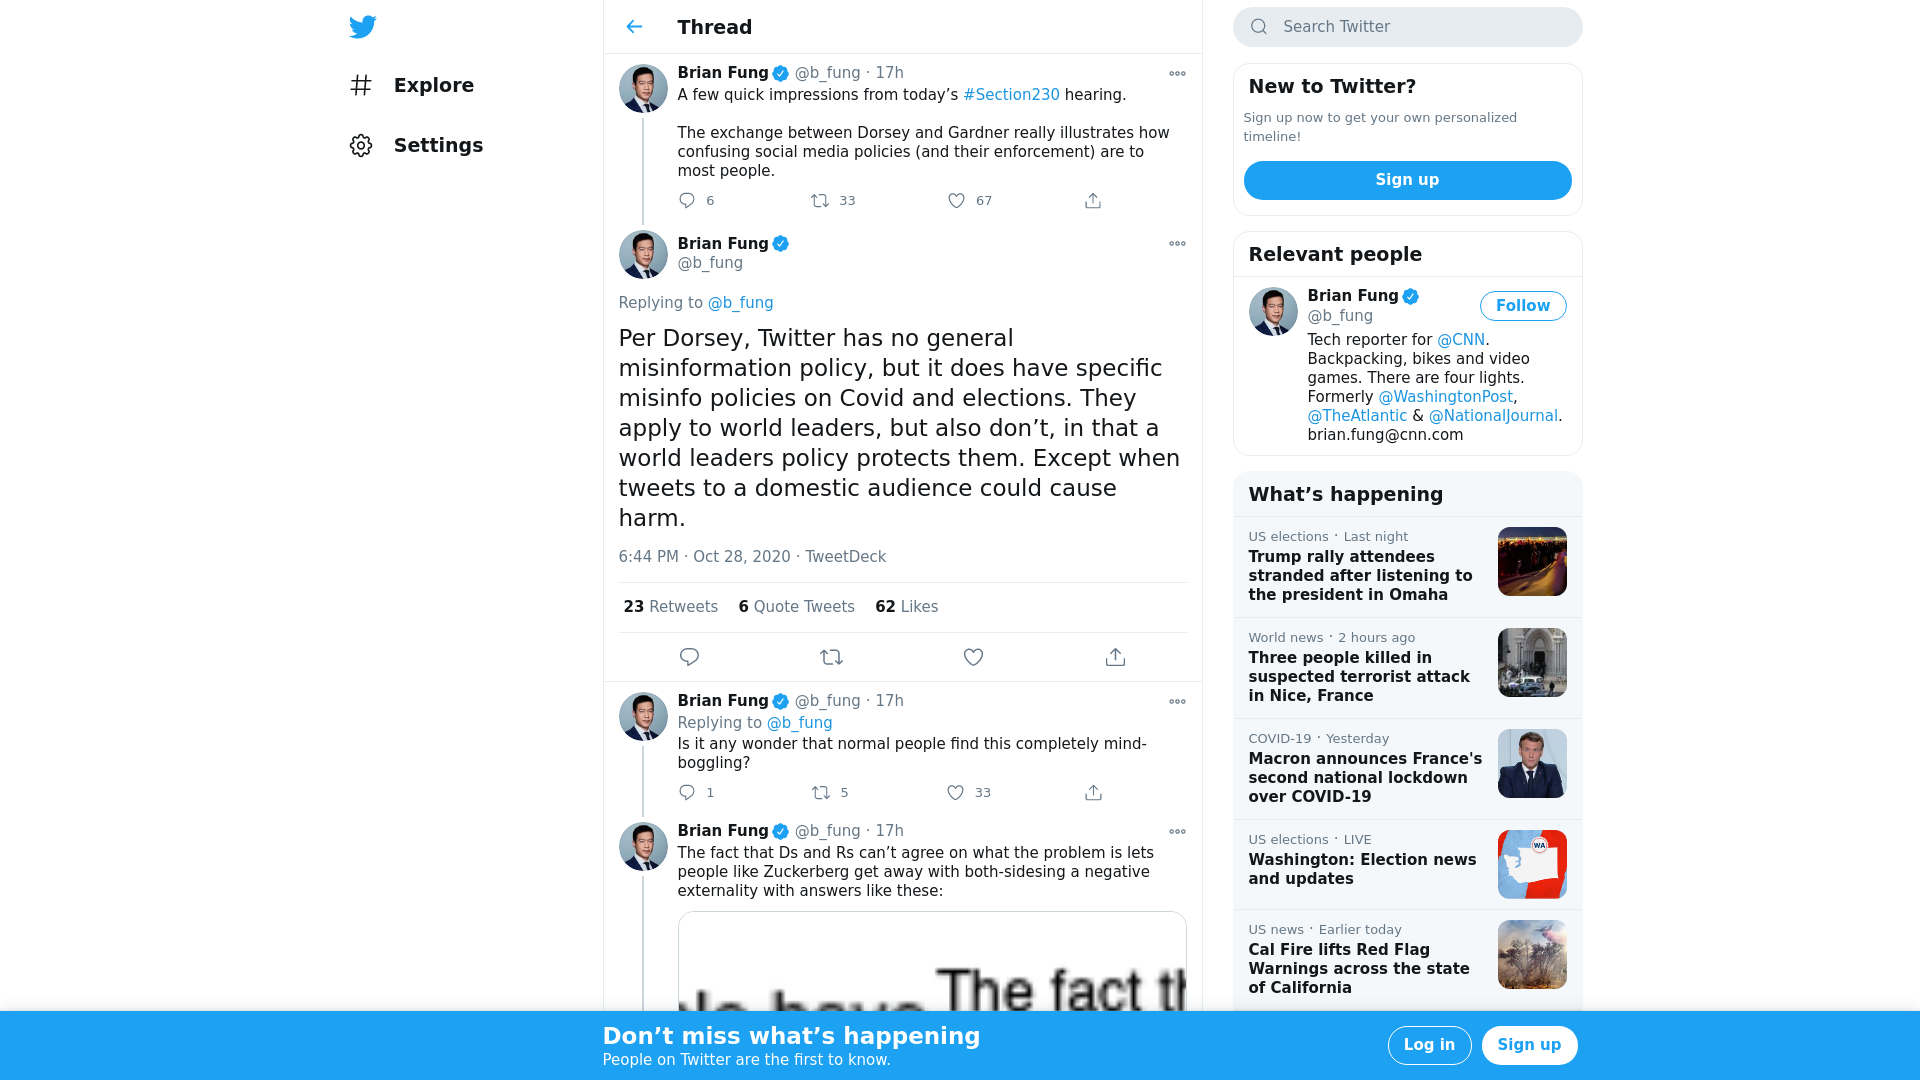 Explore
Settings
Thread
Brian Fung @b_fung · 17h
A few quick impressions from today’s #Section230 hearing.
The exchange between Dorsey and Gardner really illustrates how
confusing social media policies (and their enforcement) are to
most people.
6 33 67
Brian Fung
@b_fung
Replying to @b_fung
Per Dorsey, Twitter has no general
misinformation policy, but it does have specific
misinfo policies on Covid and elections. They
apply to world leaders, but also don’t, in that a
world leaders policy protects them. Except when
tweets to a domestic audience could cause
harm.
6:44 PM · Oct 28, 2020 · TweetDeck
23 Retweets 6 Quote Tweets 62 Likes
Brian Fung @b_fung · 17h
Replying to @b_fung
Is it any wonder that normal people find this completely mind-
boggling?
1 5 33
Brian Fung @b_fung · 17h
The fact that Ds and Rs can’t agree on what the problem is lets
people like Zuckerberg get away with both-sidesing a negative
externality with answers like these:
The fact
Search Twitter
New to Twitter?
Sign up now to get your own personalized
timeline!
Sign up
Relevant people
Brian Fung
@b_fung
Follow
Tech reporter for @CNN.
Backpacking, bikes and video
games. There are four lights.
Formerly @WashingtonPost,
@TheAtlantic & @NationalJournal.
brian.fung@cnn.com
What’s happening
US elections · Last night
Trump rally attendees
stranded after listening to
the president in Omaha
World news · 2 hours ago
Three people killed in
suspected terrorist attack
in Nice, France
COVID-19 · Yesterday
Macron announces France's
second national lockdown
over COVID-19
US elections · LIVE
Washington: Election news
and updates
WA
US news · Earlier today
Cal Fire lifts Red Flag
Warnings across the state
of California
Don’t miss what’s happening
People on Twitter are the first to know.
Log in
Sign up